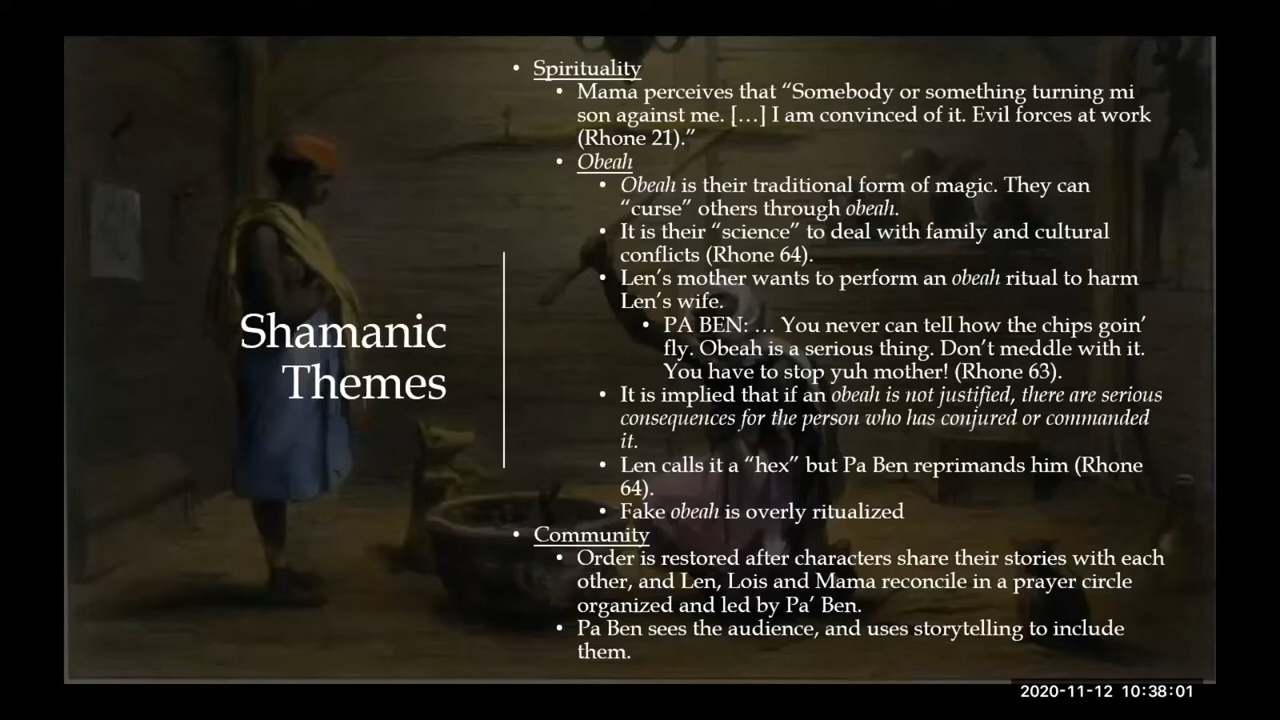 Shamanic
Themes
• Spirituality
• Mama perceives that “Somebody or something turning mi
son against me. […] I am convinced of it. Evil forces at work
(Rhone 21).”
• Obeah
• Obeah is their traditional form of magic. They can
“curse” others through obeah.
• It is their “science” to deal with family and cultural
conflicts (Rhone 64).
• Len’s mother wants to perform an obeah ritual to harm
Len’s wife.
• PA BEN: … You never can tell how the chips goin’
fly. Obeah is a serious thing. Don’t meddle with it.
You have to stop yuh mother! (Rhone 63).
• It is implied that if an obeah is not justified, there are serious
consequences for the person who has conjured or commanded
it.
• Len calls it a “hex” but Pa Ben reprimands him (Rhone
64).
• Fake obeah is overly ritualized
• Community
• Order is restored after characters share their stories with each
other, and Len, Lois and Mama reconcile in a prayer circle
organized and led by Pa’ Ben.
• Pa Ben sees the audience, and uses storytelling to include
them.
2020-11-12 10:38:01